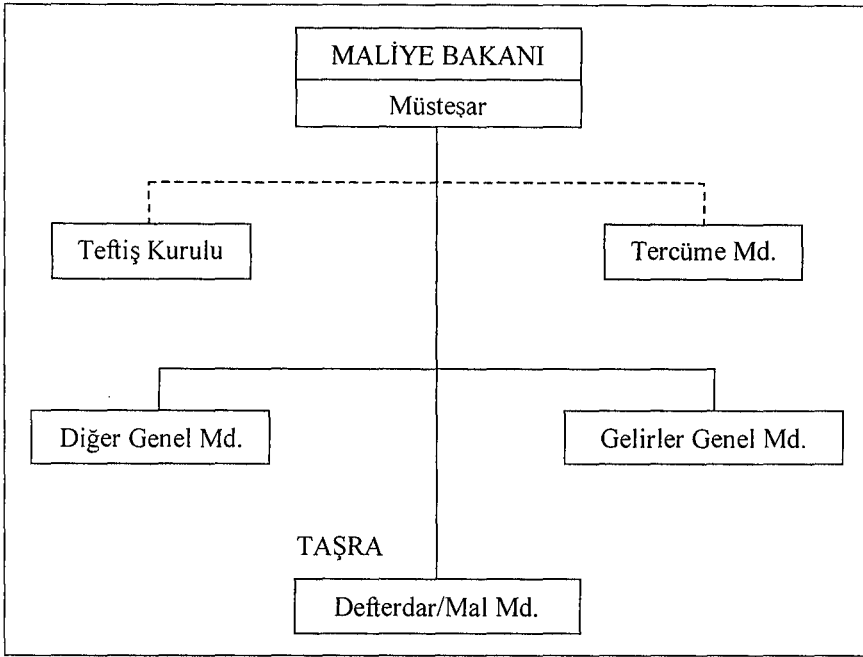 MALİYE BAKANI
Müsteşar
Teftiş Kurulu
Tercüme Md.
Diğer Genel Md.
Gelirler Genel Md.
TAŞRA
Defterdar/Mal Md.